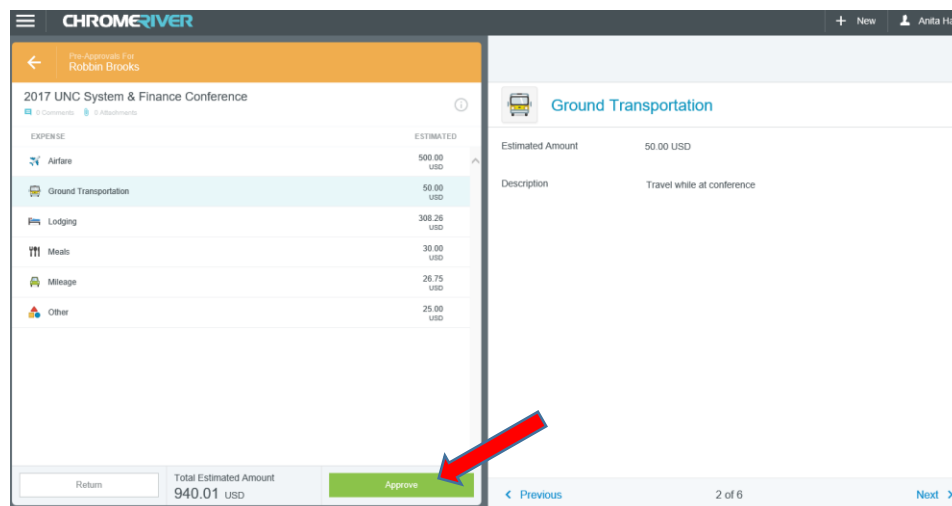 CHROMERIVER
+ New
Anita Ha
Pre-Approvals For
Robbin Brooks
2017 UNC System & Finance Conference
0 Comments 0 Attachments
EXPENSE ESTIMATED
Airfare 500.00
USD
Ground Transportation 50.00
USD
Lodging 308.26
USD
Meals 30.00
USD
Mileage 26.75
USD
Other 25.00
USD
Return
Total Estimated Amount
940.01 USD
Approve
Ground Transportation
Estimated Amount 50.00 USD
Description Travel while at conference
Previous 2 of 6 Next